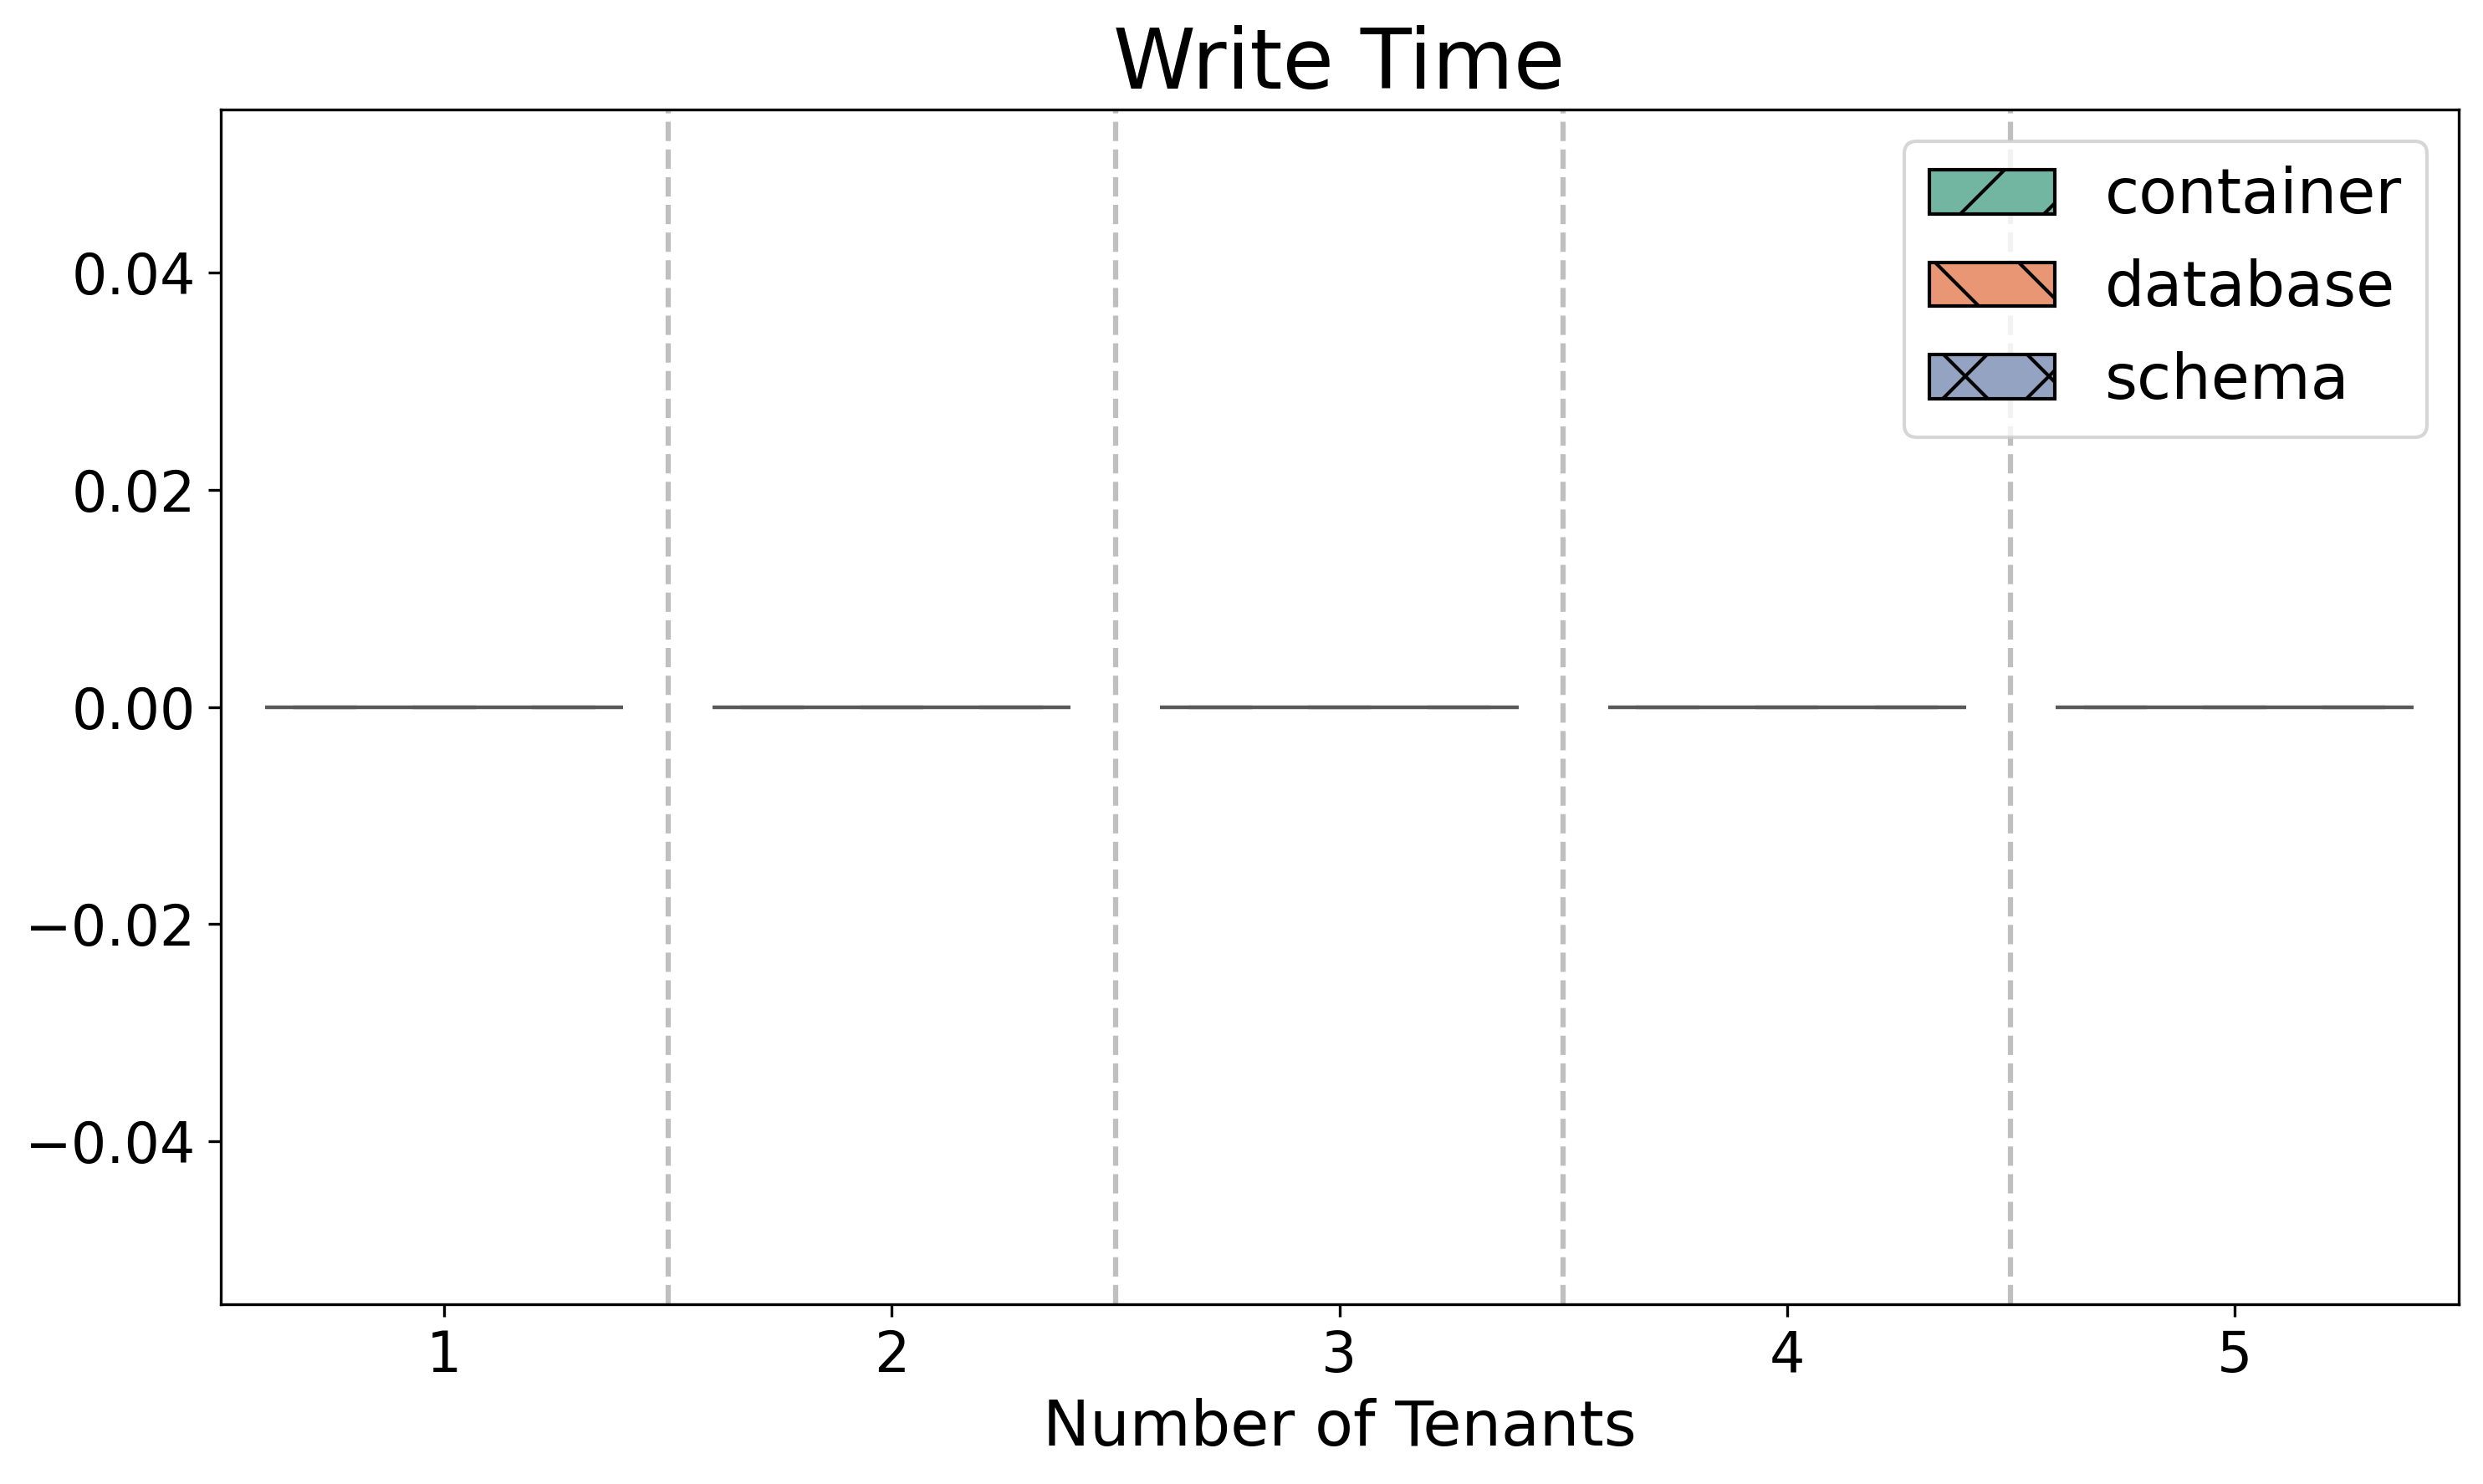 Write Time
container
database
schema
0.04
0.02
0.00
−0.02
−0.04
1 2 3 4 5
Number of Tenants